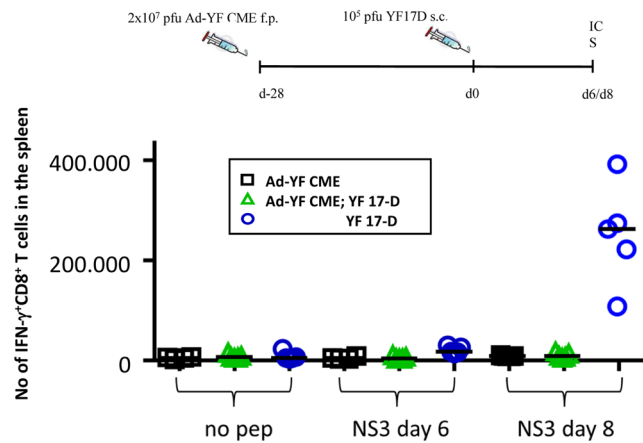 2x10⁷ pfu Ad-YF CME f.p.
10⁵ pfu YF17D s.c.
IC
S
d-28
d0
d6/d8
No of IFN-γ⁺CD8⁺ T cells in the spleen
400.000
200.000
0
Ad-YF CME
Ad-YF CME; YF 17-D
YF 17-D
no pep
NS3 day 6
NS3 day 8